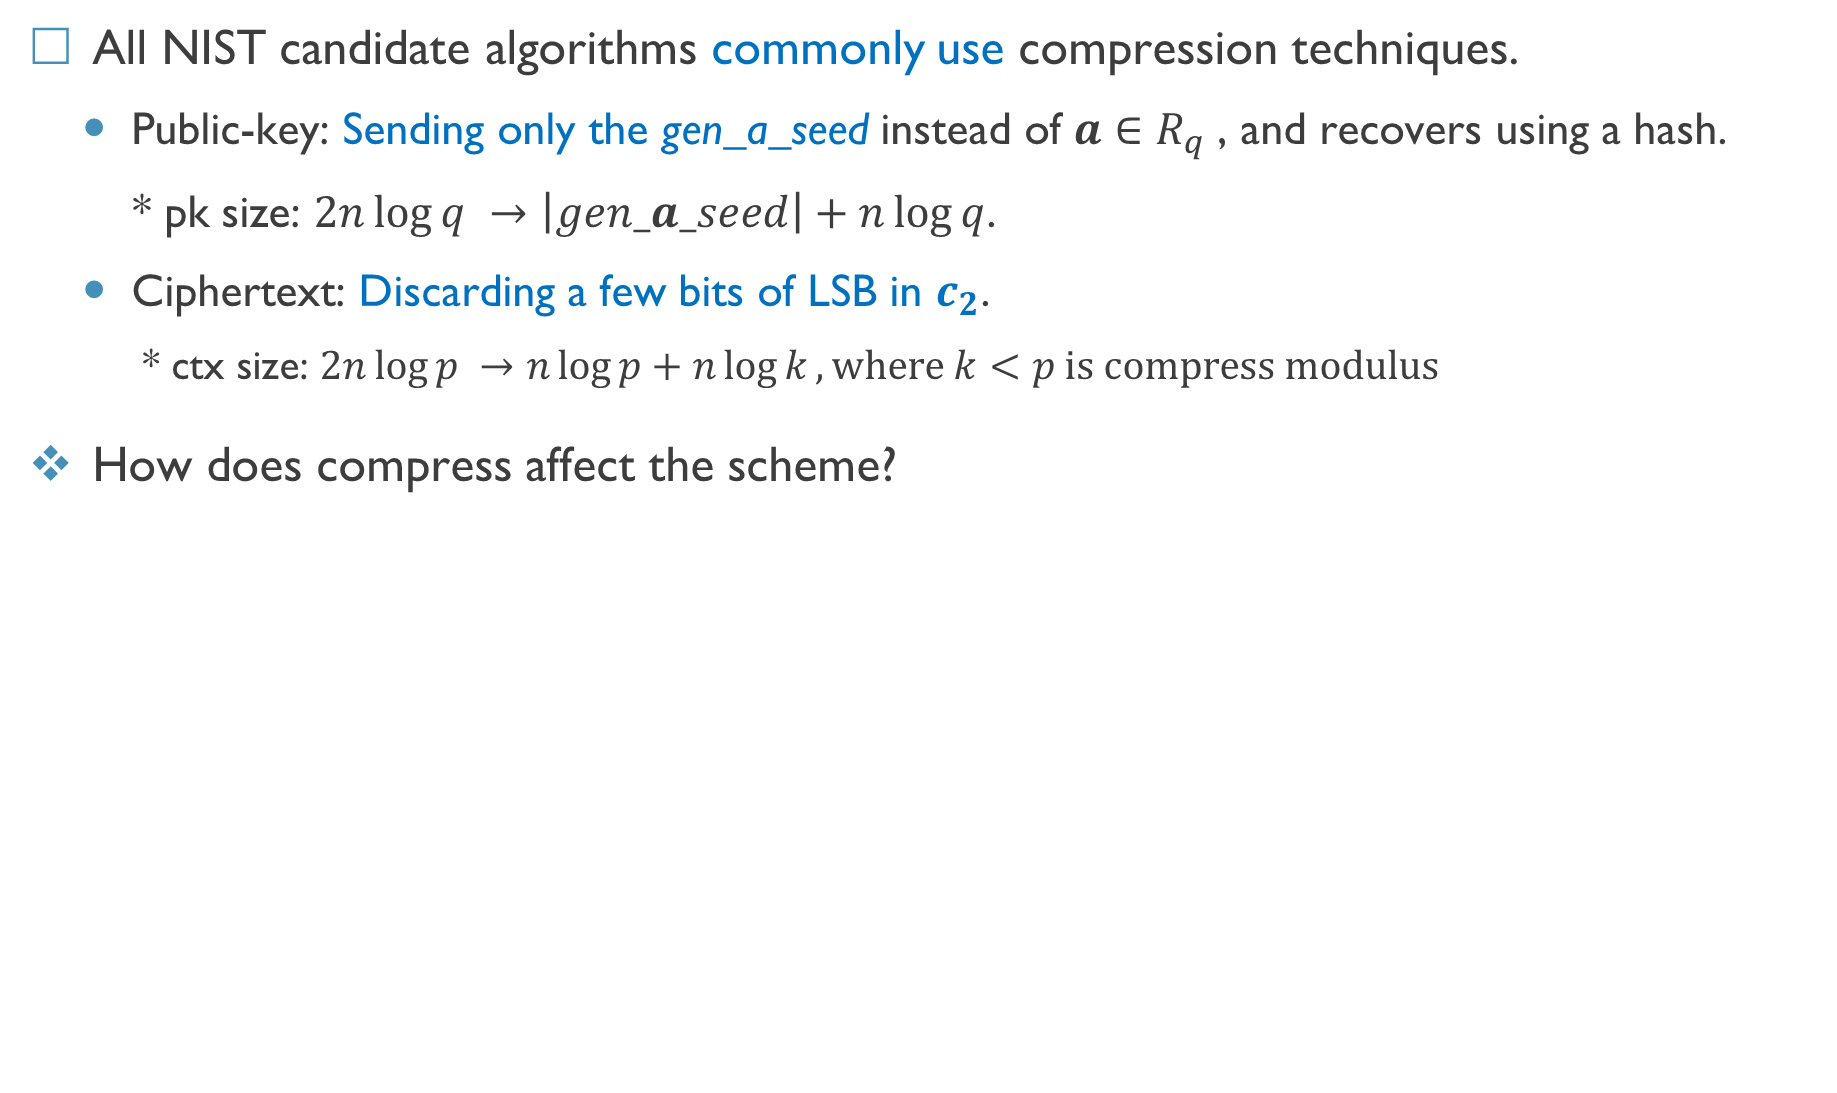 All NIST candidate algorithms commonly use compression techniques.
• Public-key: Sending only the gen_a_seed instead of 𝒂 ∈ R_q , and recovers using a hash.
* pk size: 2n log q → |gen_𝒂_seed| + n log q.
• Ciphertext: Discarding a few bits of LSB in 𝒄₂.
* ctx size: 2n log p → n log p + n log k , where k < p is compress modulus
❖ How does compress affect the scheme?